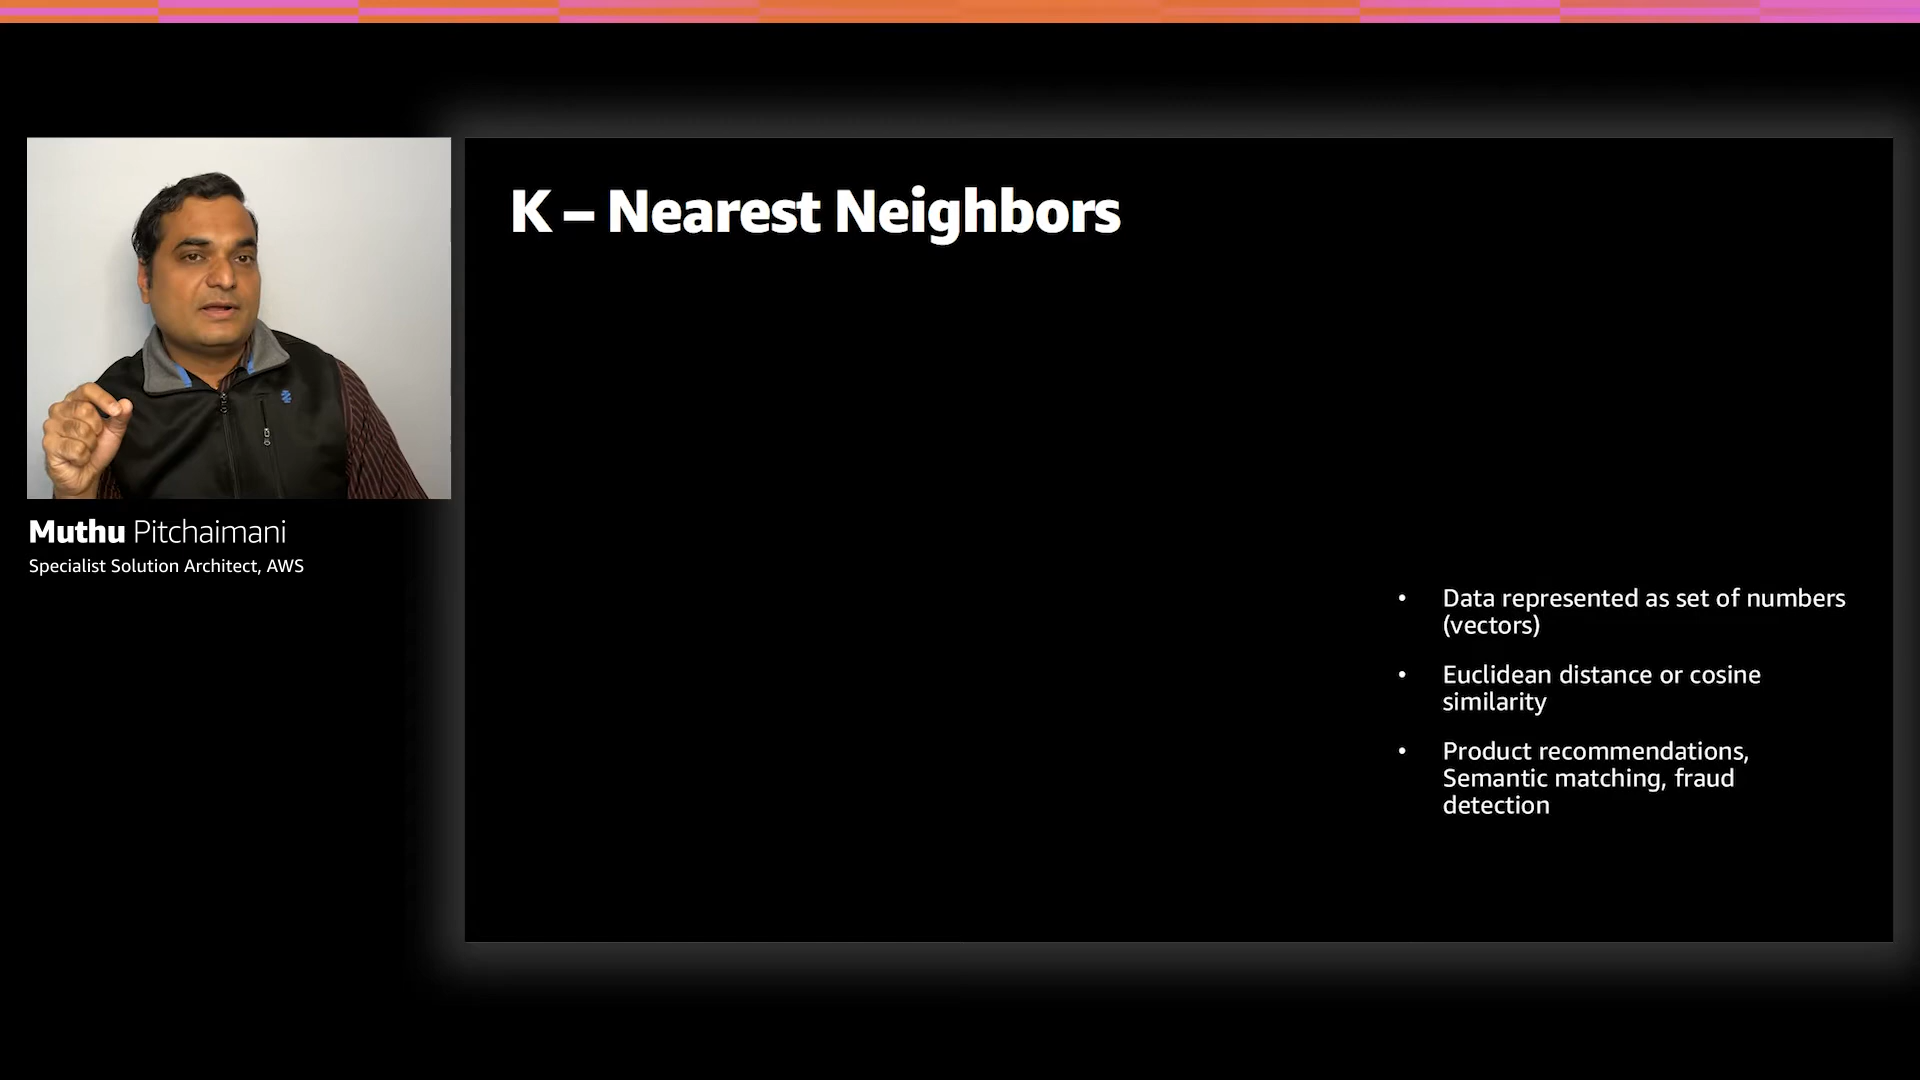 K – Nearest Neighbors
Muthu Pitchaimani
Specialist Solution Architect, AWS
• Data represented as set of numbers
(vectors)
• Euclidean distance or cosine
similarity
• Product recommendations,
Semantic matching, fraud
detection